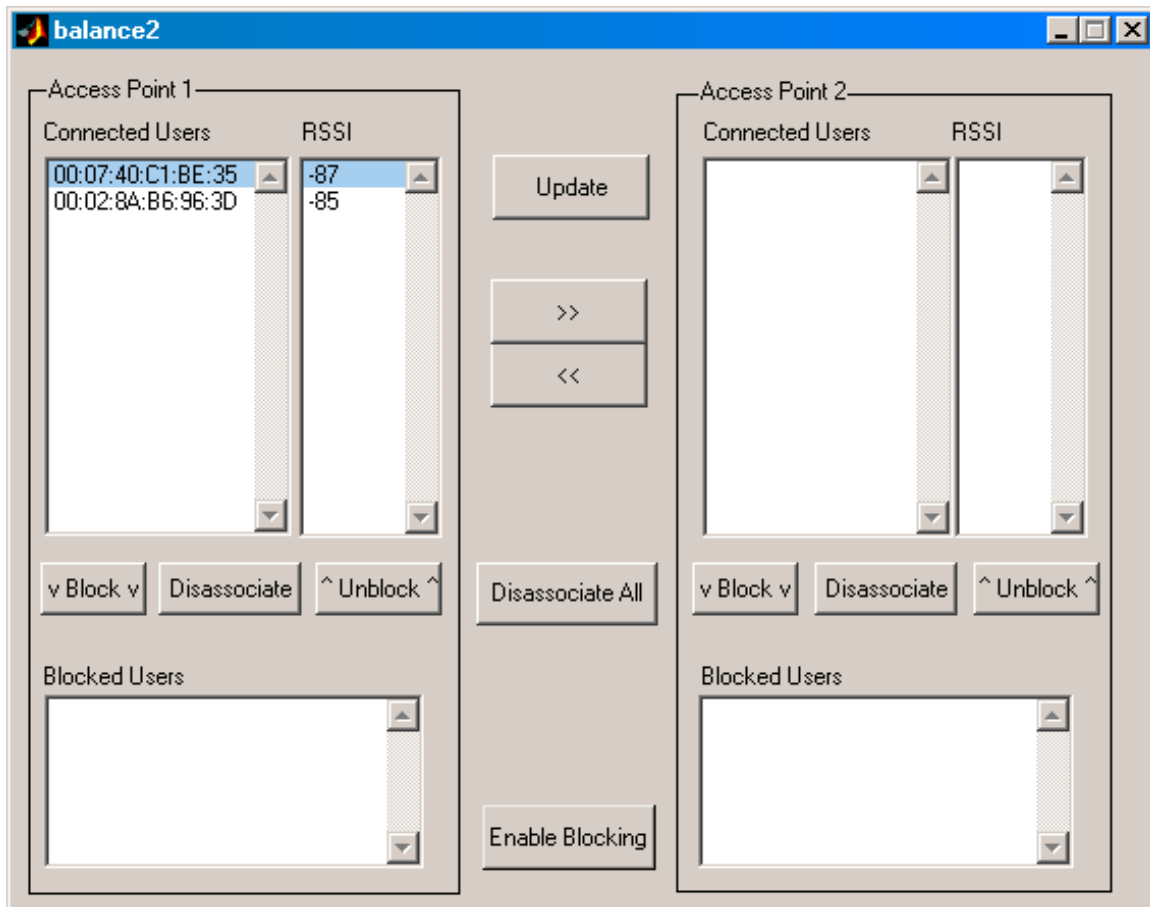 balance2
Access Point 1
Connected Users RSSI
00:07:40:C1:BE:35 -87
00:02:8A:B6:96:3D -85
v Block v Disassociate ^ Unblock ^
Blocked Users
Update
>>
<<
Disassociate All
Enable Blocking
Access Point 2
Connected Users RSSI
v Block v Disassociate ^ Unblock ^
Blocked Users